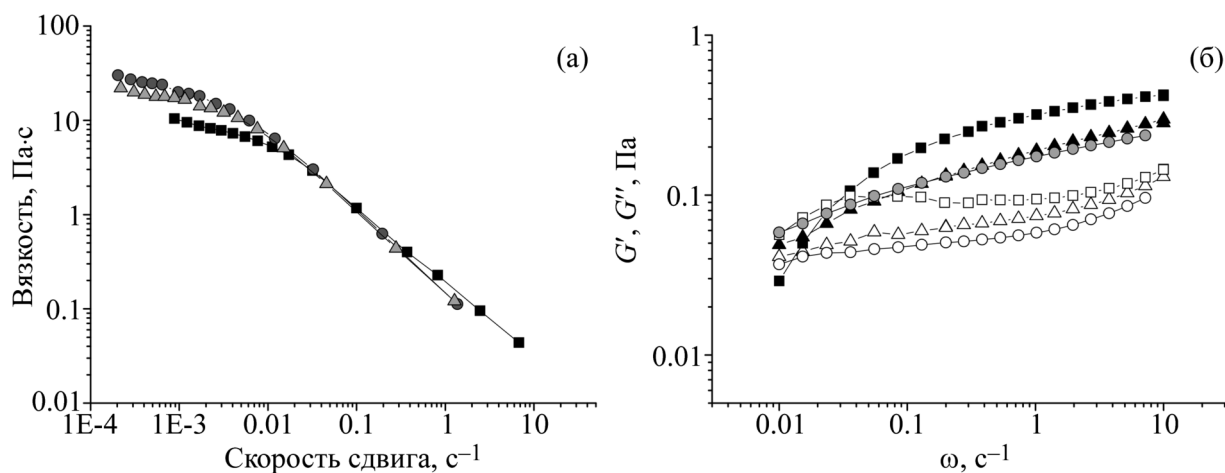 (а)
Вязкость, Па·с
100
10
1
0.1
0.01
1E-4 1E-3 0.01 0.1 1 10
Скорость сдвига, с⁻¹
(б)
G′, G″, Па
1
0.1
0.01
0.01 0.1 1 10
ω, с⁻¹